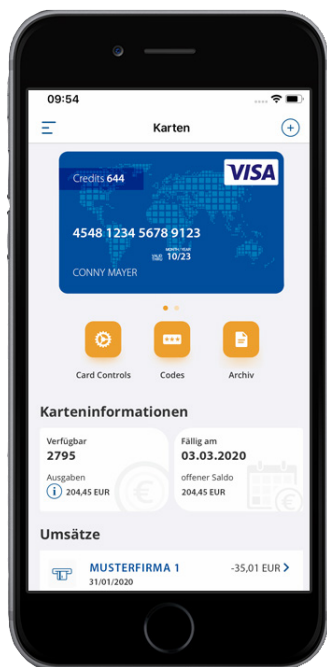 09:54
Karten
Credits 644
VISA
4548 1234 5678 9123
MONTH/YEAR
10/23
CONNY MAYER
Card Controls
Codes
Archiv
Karteninformationen
Verfügbar
2795
Ausgaben
204,45 EUR
Fällig am
03.03.2020
offener Saldo
204,45 EUR
Umsätze
MUSTERFIRMA 1
-35,01 EUR
31/01/2020